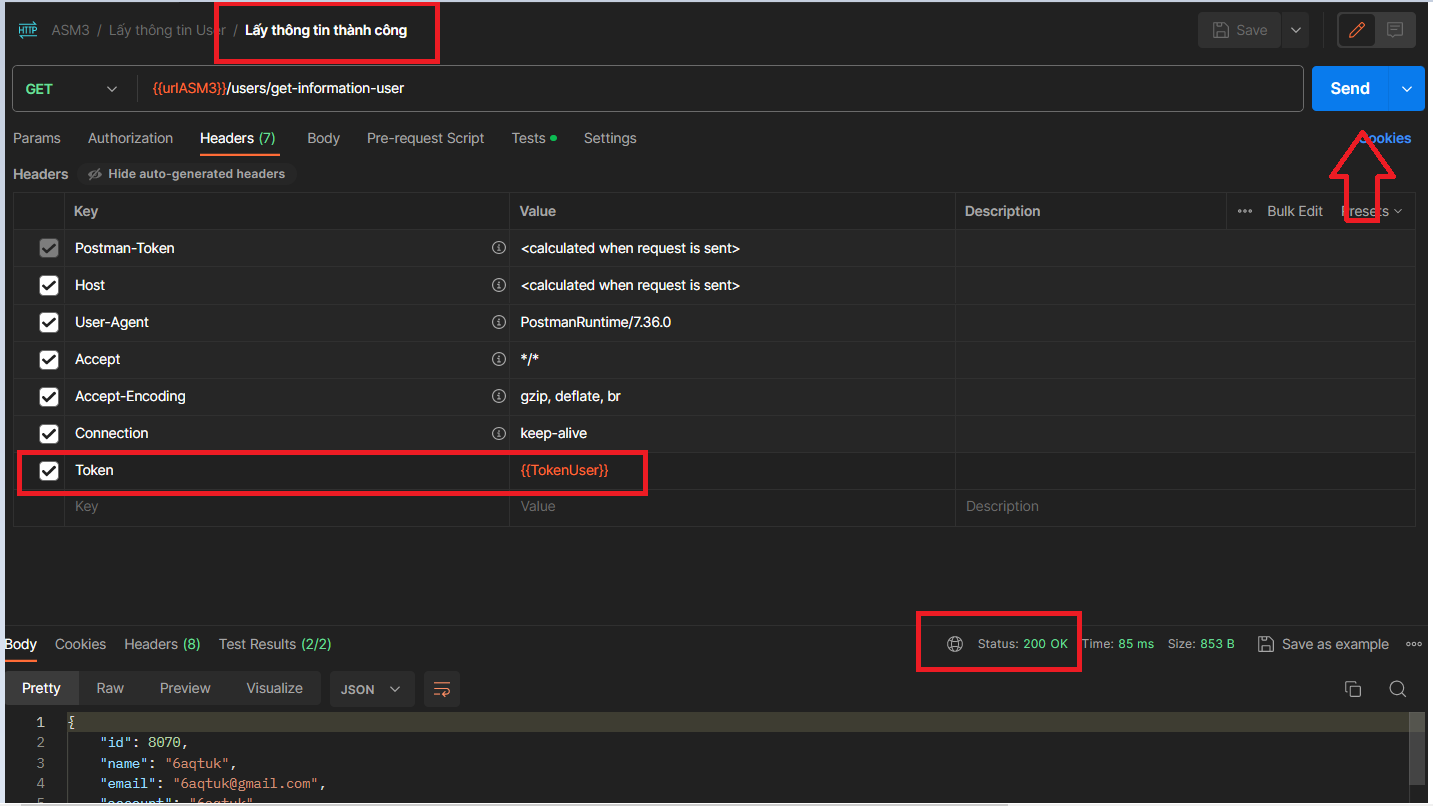 HTTP ASM3 / Lấy thông tin User / Lấy thông tin thành công Save
GET {{urlASM3}}/users/get-information-user Send
Params Authorization Headers (7) Body Pre-request Script Tests Settings Cookies
Headers Hide auto-generated headers
Key Value Description ••• Bulk Edit Presets
Postman-Token <calculated when request is sent>
Host <calculated when request is sent>
User-Agent PostmanRuntime/7.36.0
Accept */*
Accept-Encoding gzip, deflate, br
Connection keep-alive
Token {{TokenUser}}
Key Value Description
Body Cookies Headers (8) Test Results (2/2) Status: 200 OK Time: 85 ms Size: 853 B Save as example •••
Pretty Raw Preview Visualize JSON
1 {
2 "id": 8070,
3 "name": "6aqtuk",
4 "email": "6aqtuk@gmail.com",
5 "account": "6aqtuk"